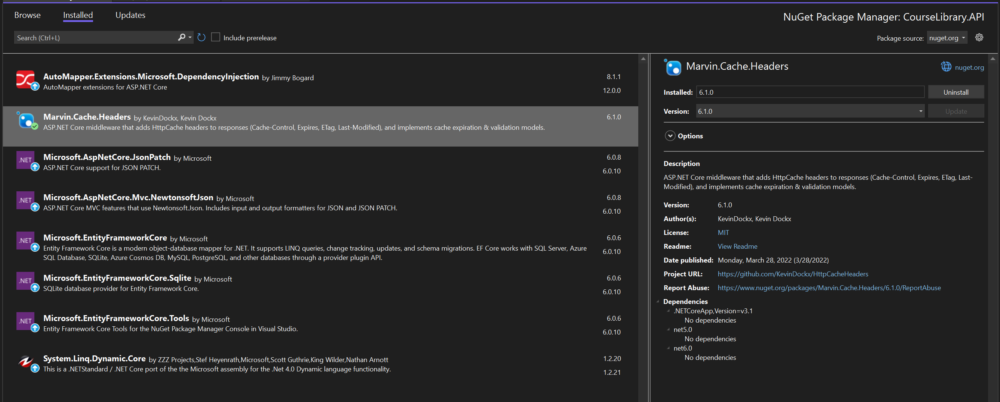 Browse Installed Updates
NuGet Package Manager: CourseLibrary.API
Search (Ctrl+L)
Include prerelease
Package source: nuget.org
AutoMapper.Extensions.Microsoft.DependencyInjection by Jimmy Bogard 8.1.1
AutoMapper extensions for ASP.NET Core 12.0.0
Marvin.Cache.Headers by KevinDockx, Kevin Dockx 6.1.0
ASP.NET Core middleware that adds HttpCache headers to responses (Cache-Control, Expires, ETag, Last-Modified), and implements cache expiration & validation models.
.NET
Microsoft.AspNetCore.JsonPatch by Microsoft 6.0.8
ASP.NET Core support for JSON PATCH. 6.0.10
.NET
Microsoft.AspNetCore.Mvc.NewtonsoftJson by Microsoft 6.0.8
ASP.NET Core MVC features that use Newtonsoft.Json. Includes input and output formatters for JSON and JSON PATCH. 6.0.10
.NET
Microsoft.EntityFrameworkCore by Microsoft 6.0.6
Entity Framework Core is a modern object-database mapper for .NET. It supports LINQ queries, change tracking, updates, and schema migrations. EF Core works with SQL Server, Azure
SQL Database, SQLite, Azure Cosmos DB, MySQL, PostgreSQL, and other databases through a provider plugin API. 6.0.10
.NET
Microsoft.EntityFrameworkCore.Sqlite by Microsoft 6.0.6
SQLite database provider for Entity Framework Core. 6.0.10
.NET
Microsoft.EntityFrameworkCore.Tools by Microsoft 6.0.6
Entity Framework Core Tools for the NuGet Package Manager Console in Visual Studio. 6.0.10
System.Linq.Dynamic.Core by ZZZ Projects,Stef Heyenrath,Microsoft,Scott Guthrie,King Wilder,Nathan Arnott 1.2.20
This is a .NETStandard / .NET Core port of the the Microsoft assembly for the .Net 4.0 Dynamic language functionality. 1.2.21
Marvin.Cache.Headers
nuget.org
Installed: 6.1.0 Uninstall
Version: 6.1.0 Update
Options
Description
ASP.NET Core middleware that adds HttpCache headers to responses (Cache-Control, Expires, ETag, Last-
Modified), and implements cache expiration & validation models.
Version: 6.1.0
Author(s): KevinDockx, Kevin Dockx
License: MIT
Readme: View Readme
Date published: Monday, March 28, 2022 (3/28/2022)
Project URL: https://github.com/KevinDockx/HttpCacheHeaders
Report Abuse: https://www.nuget.org/packages/Marvin.Cache.Headers/6.1.0/ReportAbuse
Dependencies
.NETCoreApp,Version=v3.1
No dependencies
net5.0
No dependencies
net6.0
No dependencies